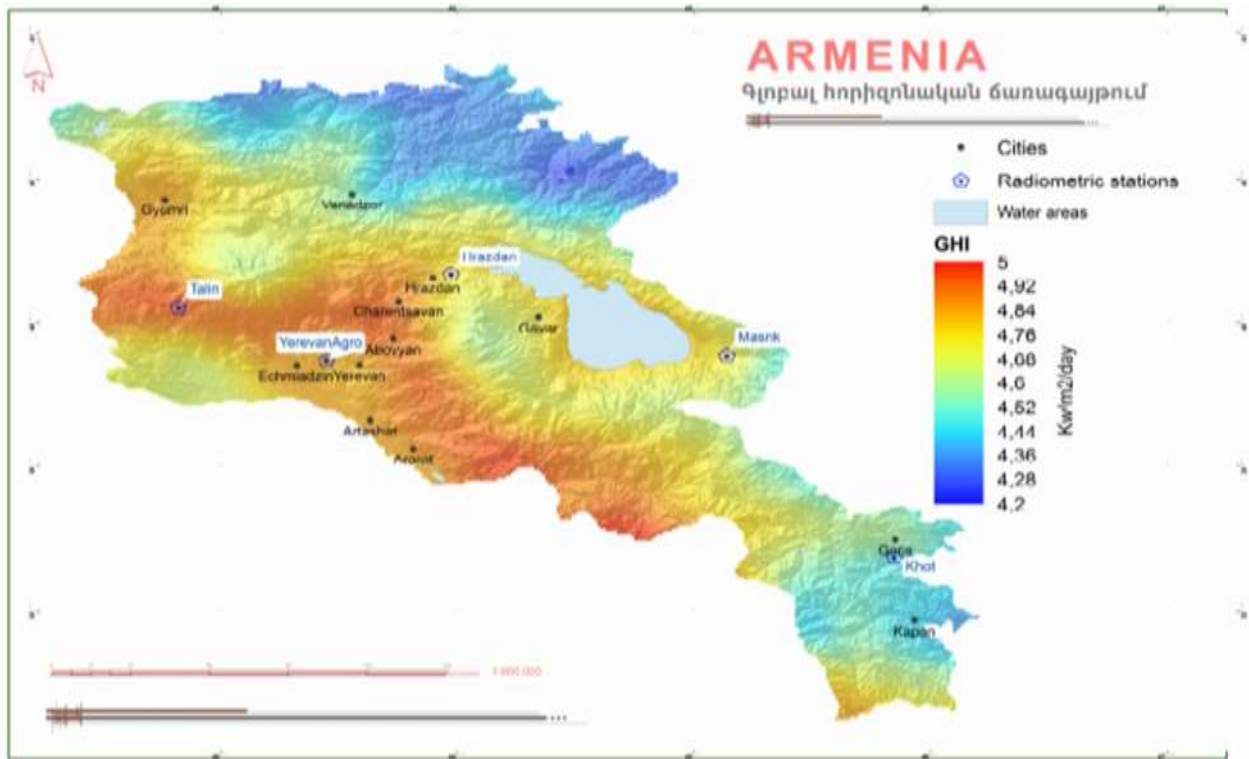 ARMENIA
Գլոբալ հորիզոնական ճառագայթում
N
Cities
Radiometric stations
Water areas
GHI
5
4,92
4,84
4,76
4,68
4,6
4,52
4,44
4,36
4,28
4,2
Kw/m2/day
Gyumri
Vanadzor
Hrazdan
Hrazdan
Talin
Charentsavan
Gavar
YerevanAgro
Abovyan
Masrik
Echmiadzin
Yerevan
Artashat
Ararat
Goris
Khot
Kapan